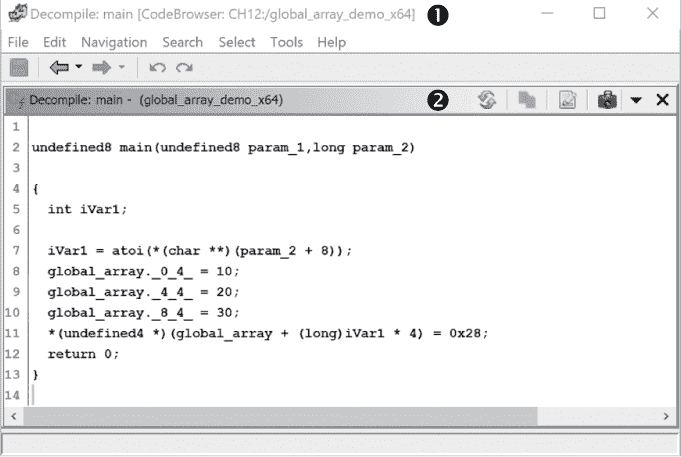 Decompile: main [CodeBrowser: CH12:/global_array_demo_x64] ❶
File Edit Navigation Search Select Tools Help
Decompile: main - (global_array_demo_x64) ❷
1
2 undefined8 main(undefined8 param_1,long param_2)
3
4 {
5 int iVar1;
6
7 iVar1 = atoi(*(char **)(param_2 + 8));
8 global_array._0_4_ = 10;
9 global_array._4_4_ = 20;
10 global_array._8_4_ = 30;
11 *(undefined4 *)(global_array + (long)iVar1 * 4) = 0x28;
12 return 0;
13 }
14